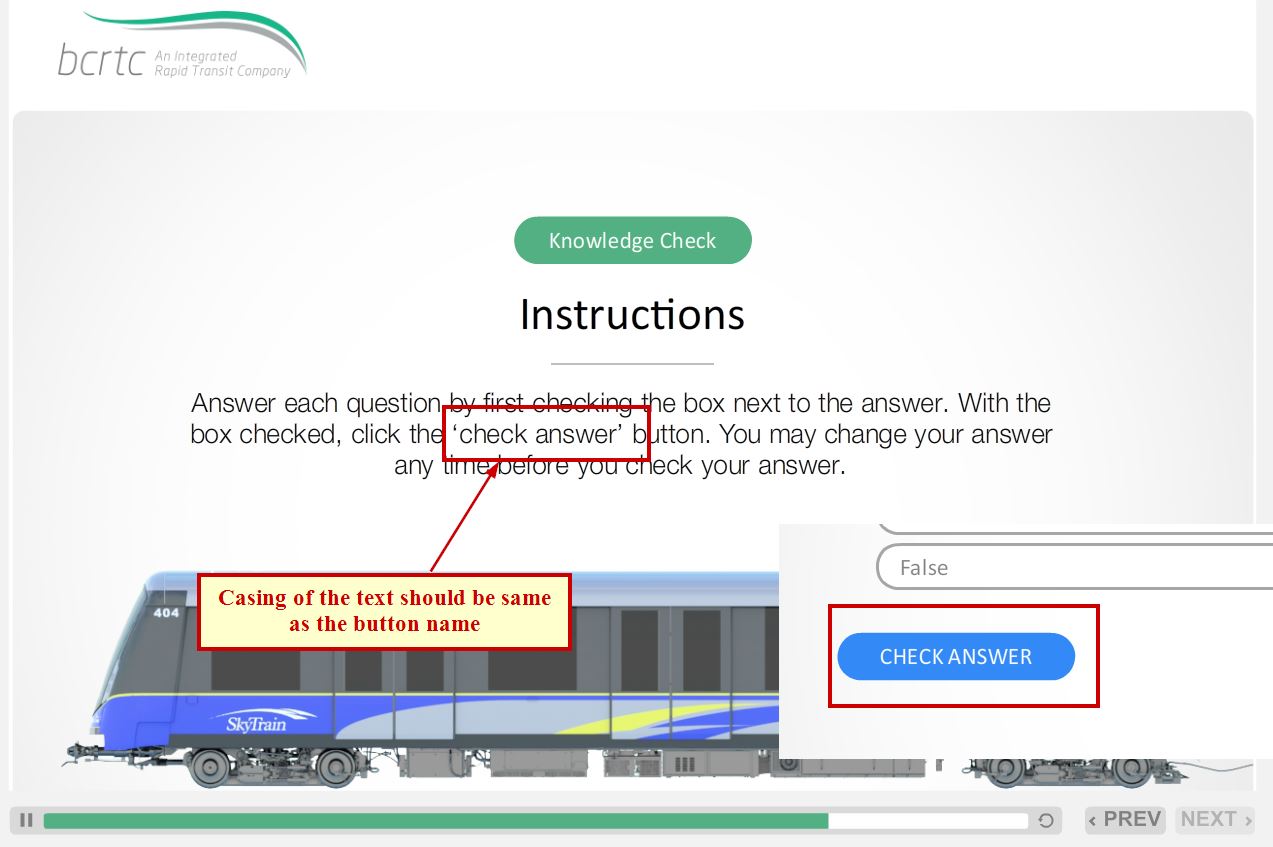 bcrtc An Integrated
Rapid Transit Company
Knowledge Check
Instructions
Answer each question by first checking the box next to the answer. With the
box checked, click the ‘check answer’ button. You may change your answer
any time before you check your answer.
False
404
Casing of the text should be same
as the button name
CHECK ANSWER
SkyTrain
‹ PREV
NEXT ›